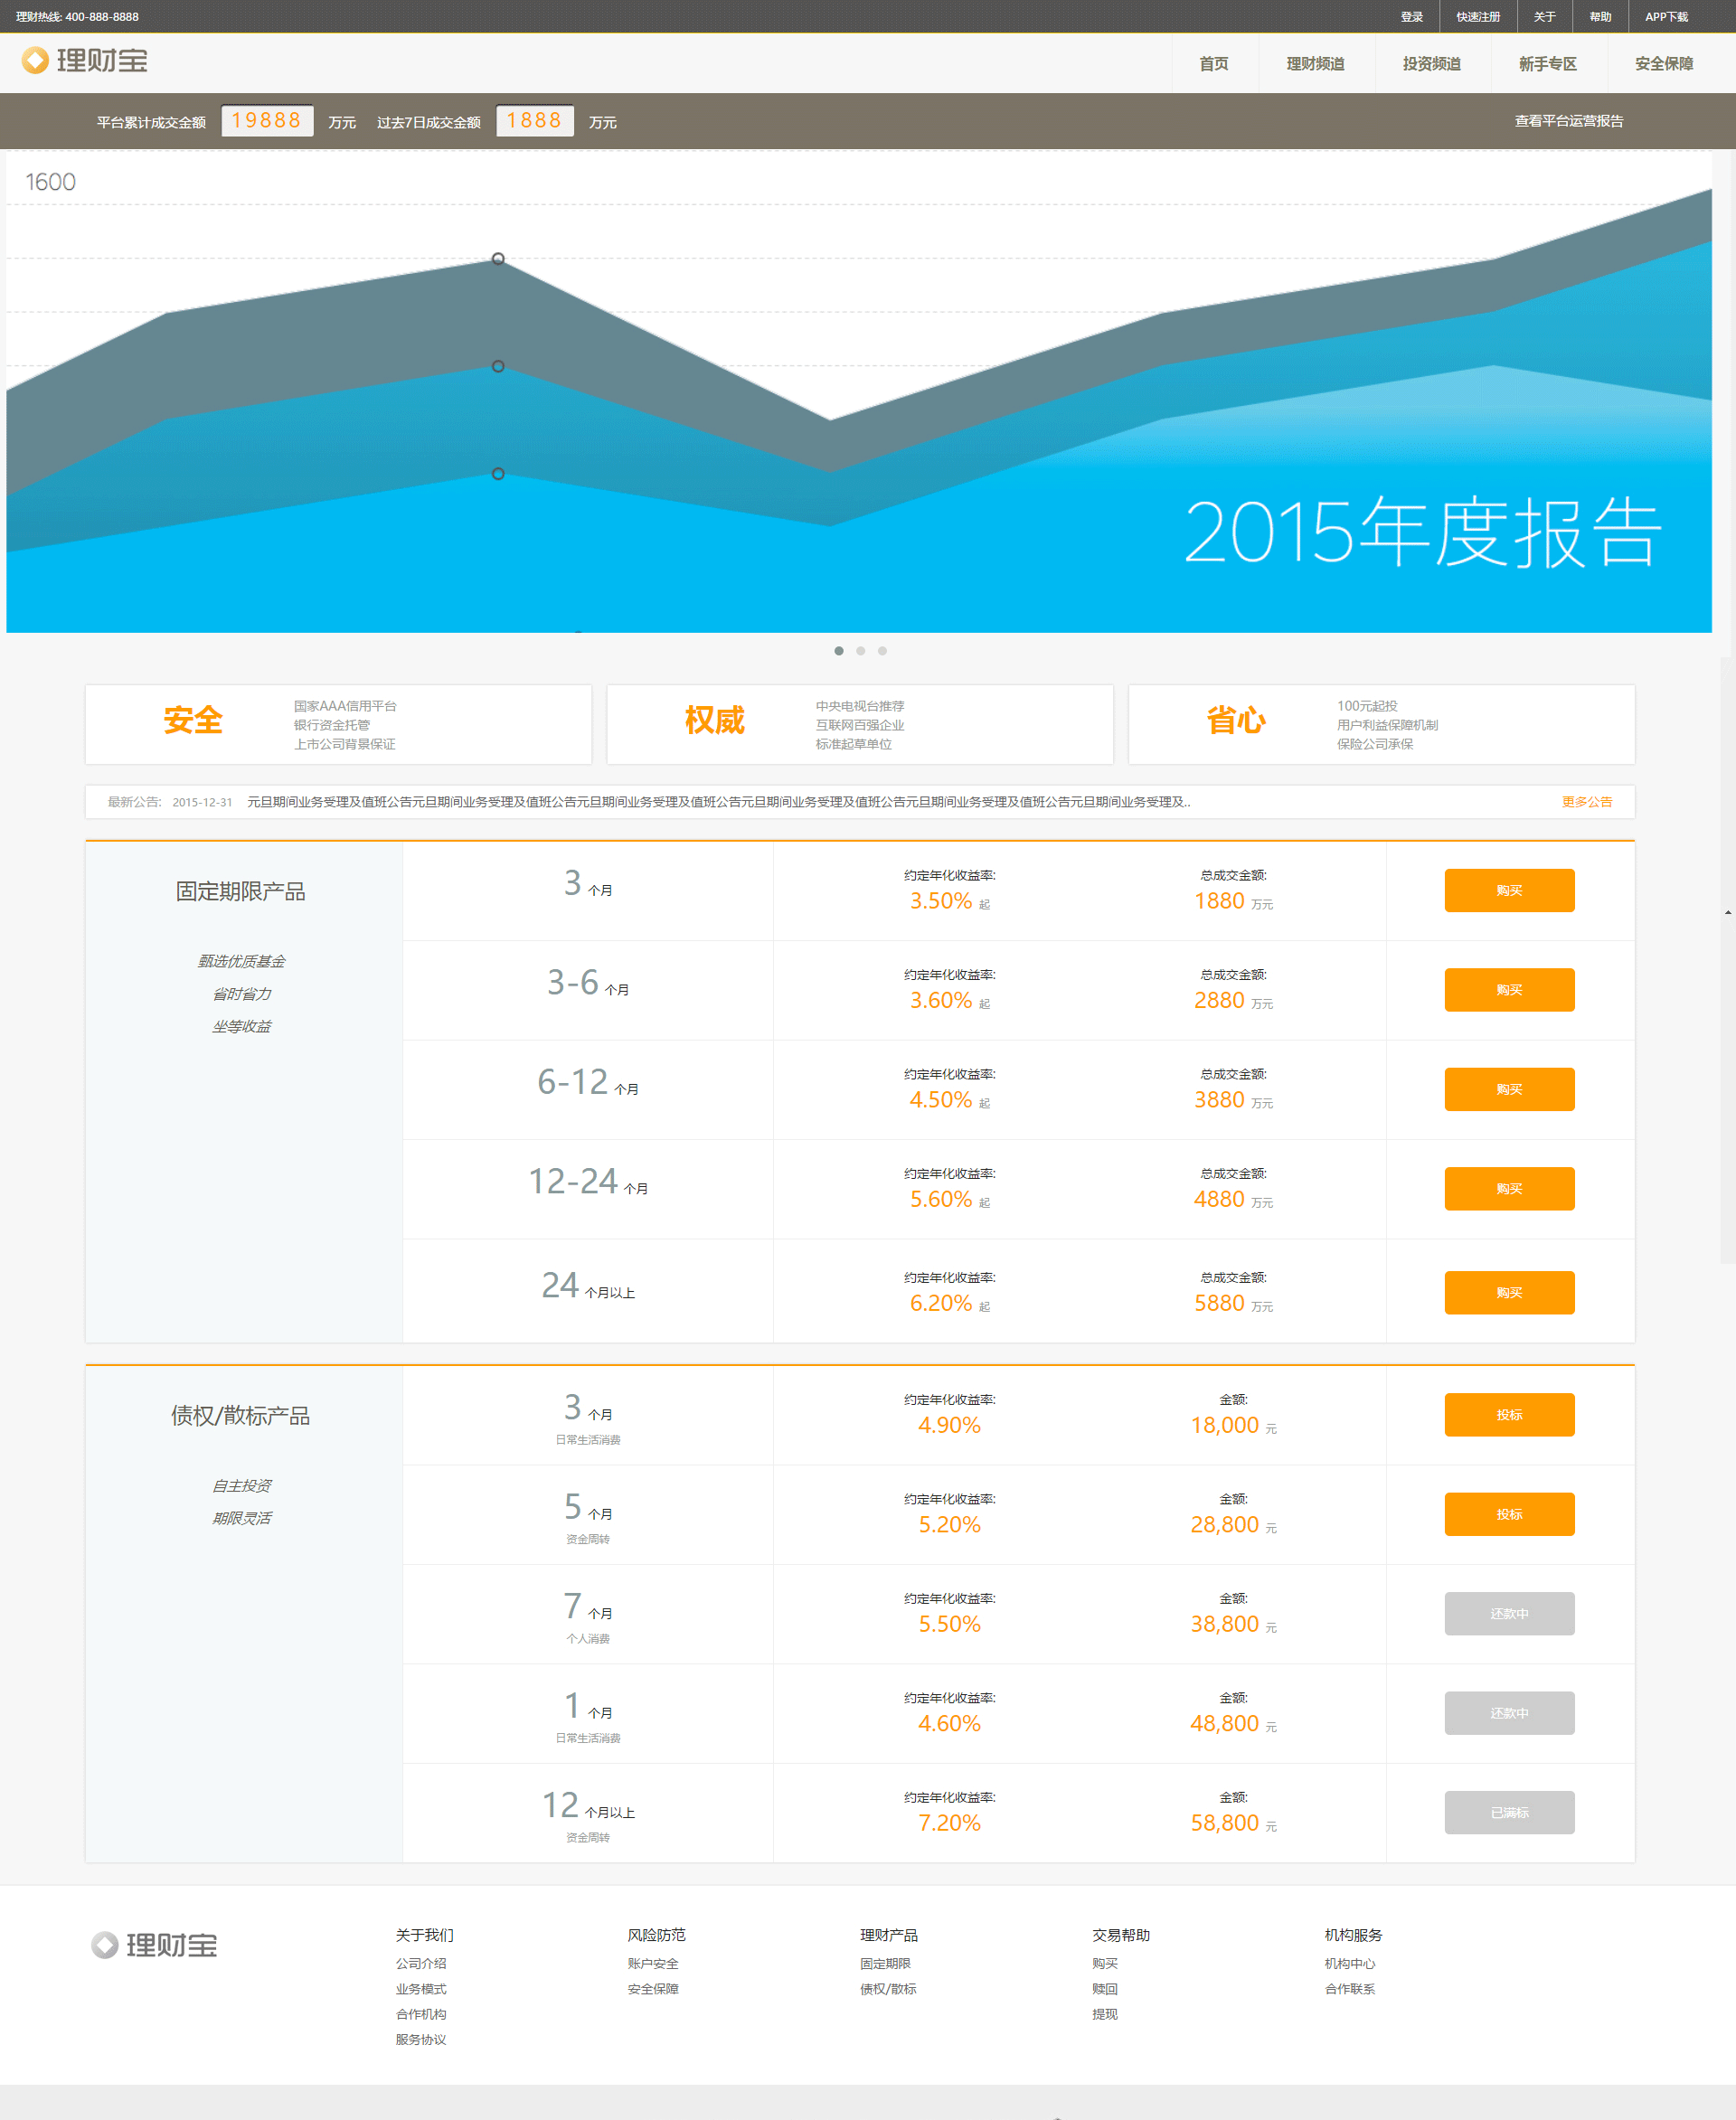 理财热线: 400-888-8888
登录 快速注册 关于 帮助 APP下载
理财宝
首页 理财频道 投资频道 新手专区 安全保障
平台累计成交金额 19888 万元 过去7日成交金额 1888 万元 查看平台运营报告
1600
2015年度报告
安全
国家AAA信用平台
银行资金托管
上市公司背景保证
权威
中央电视台推荐
互联网百强企业
标准起草单位
省心
100元起投
用户利益保障机制
保险公司承保
最新公告: 2015-12-31 元旦期间业务受理及值班公告元旦期间业务受理及值班公告元旦期间业务受理及值班公告元旦期间业务受理及值班公告元旦期间业务受理及值班公告元旦期间业务受理及.. 更多公告
固定期限产品
甄选优质基金
省时省力
坐等收益
3 个月
约定年化收益率:
3.50% 起
总成交金额:
1880 万元
购买
3-6 个月
约定年化收益率:
3.60% 起
总成交金额:
2880 万元
购买
6-12 个月
约定年化收益率:
4.50% 起
总成交金额:
3880 万元
购买
12-24 个月
约定年化收益率:
5.60% 起
总成交金额:
4880 万元
购买
24 个月以上
约定年化收益率:
6.20% 起
总成交金额:
5880 万元
购买
债权/散标产品
自主投资
期限灵活
3 个月
日常生活消费
约定年化收益率:
4.90%
金额:
18,000 元
投标
5 个月
资金周转
约定年化收益率:
5.20%
金额:
28,800 元
投标
7 个月
个人消费
约定年化收益率:
5.50%
金额:
38,800 元
还款中
1 个月
日常生活消费
约定年化收益率:
4.60%
金额:
48,800 元
还款中
12 个月以上
资金周转
约定年化收益率:
7.20%
金额:
58,800 元
已满标
理财宝
关于我们
公司介绍
业务模式
合作机构
服务协议
风险防范
账户安全
安全保障
理财产品
固定期限
债权/散标
交易帮助
购买
赎回
提现
机构服务
机构中心
合作联系